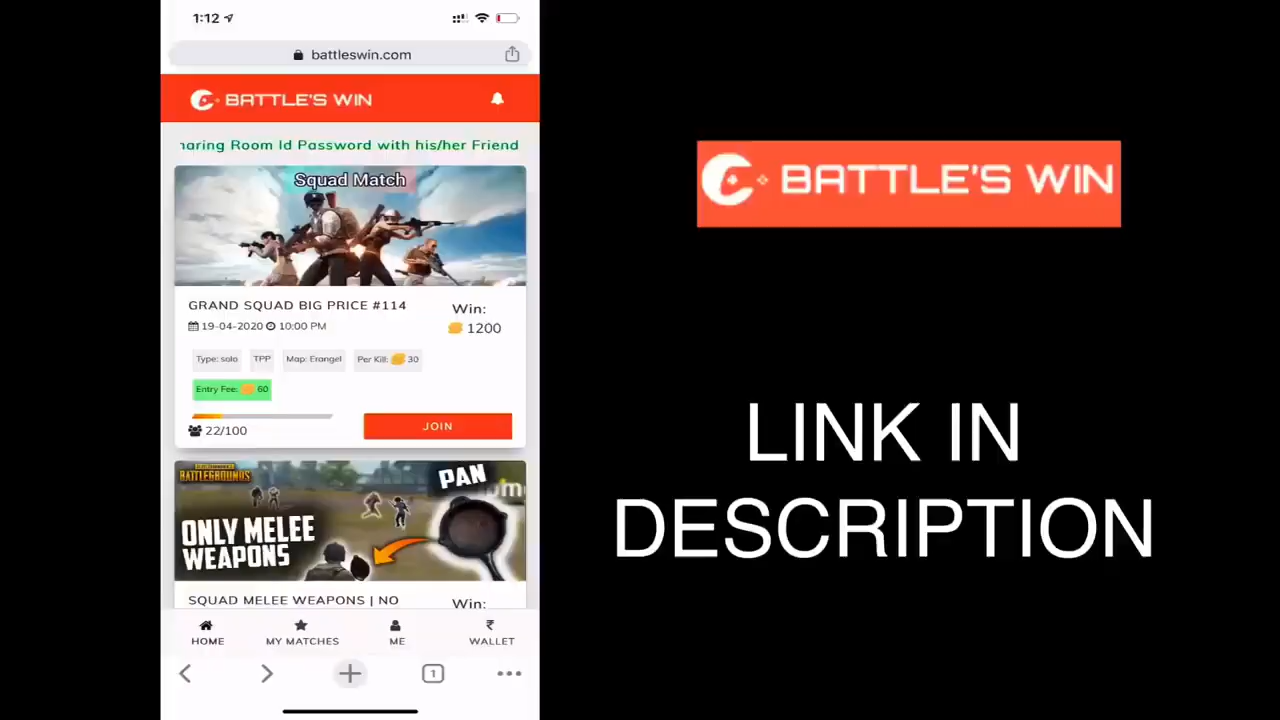 1:12
battleswin.com
BATTLE'S WIN
haring Room Id Password with his/her Friend
Squad Match
GRAND SQUAD BIG PRICE #114
Win:
19-04-2020 10:00 PM
1200
Type: solo TPP Map: Erangel Per Kill: 30
Entry Fee: 60
22/100
JOIN
BATTLEGROUNDS
PAN
ONLY MELEE
WEAPONS
SQUAD MELEE WEAPONS | NO
Win:
HOME MY MATCHES ME WALLET
1
BATTLE'S WIN
LINK IN
DESCRIPTION